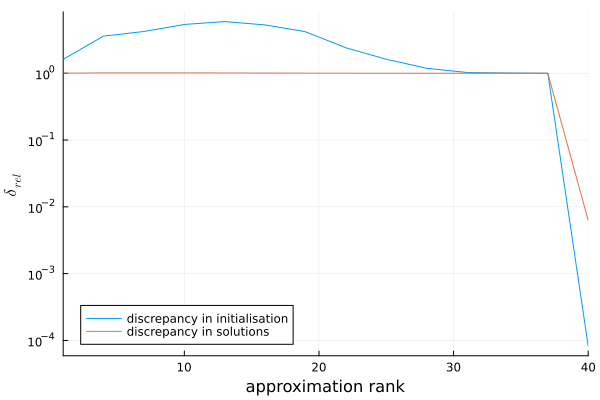 10⁰
10⁻¹
10⁻²
10⁻³
10⁻⁴
δ_rel
discrepancy in initialisation
discrepancy in solutions
10 20 30 40
approximation rank